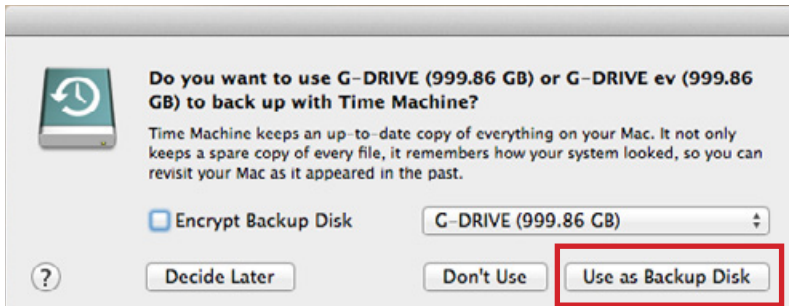 Do you want to use G-DRIVE (999.86 GB) or G-DRIVE ev (999.86
GB) to back up with Time Machine?
Time Machine keeps an up-to-date copy of everything on your Mac. It not only
keeps a spare copy of every file, it remembers how your system looked, so you can
revisit your Mac as it appeared in the past.
Encrypt Backup Disk G-DRIVE (999.86 GB)
? Decide Later Don't Use Use as Backup Disk